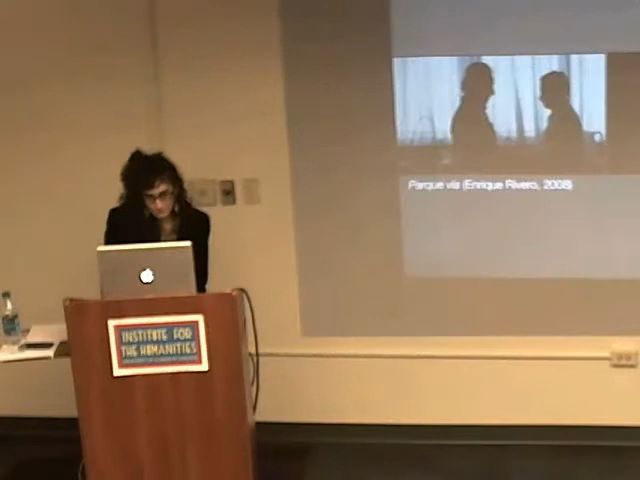 Parque vía (Enrique Rivero, 2008)
INSTITUTE FOR
THE HUMANITIES